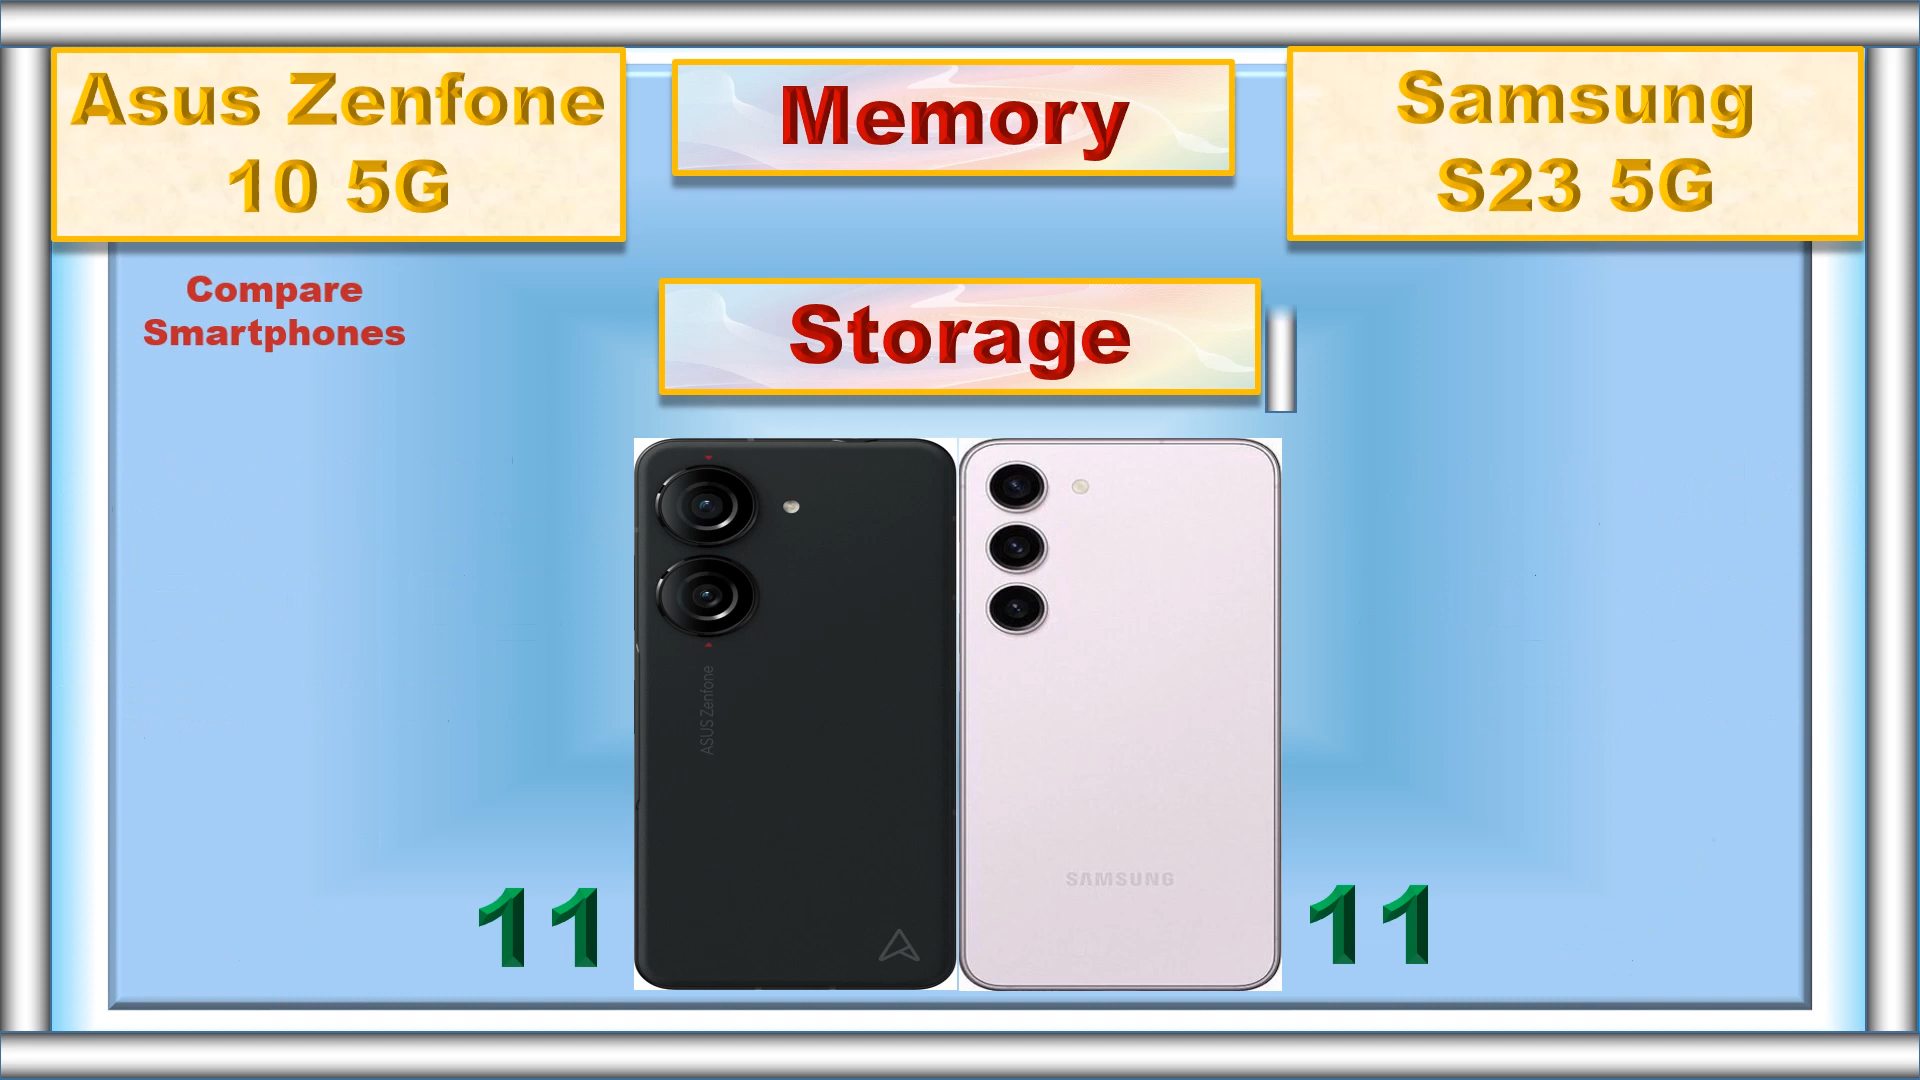 Asus Zenfone
10 5G
Memory
Samsung
S23 5G
Compare
Smartphones
Storage
ASUS Zenfone
SAMSUNG
11
11